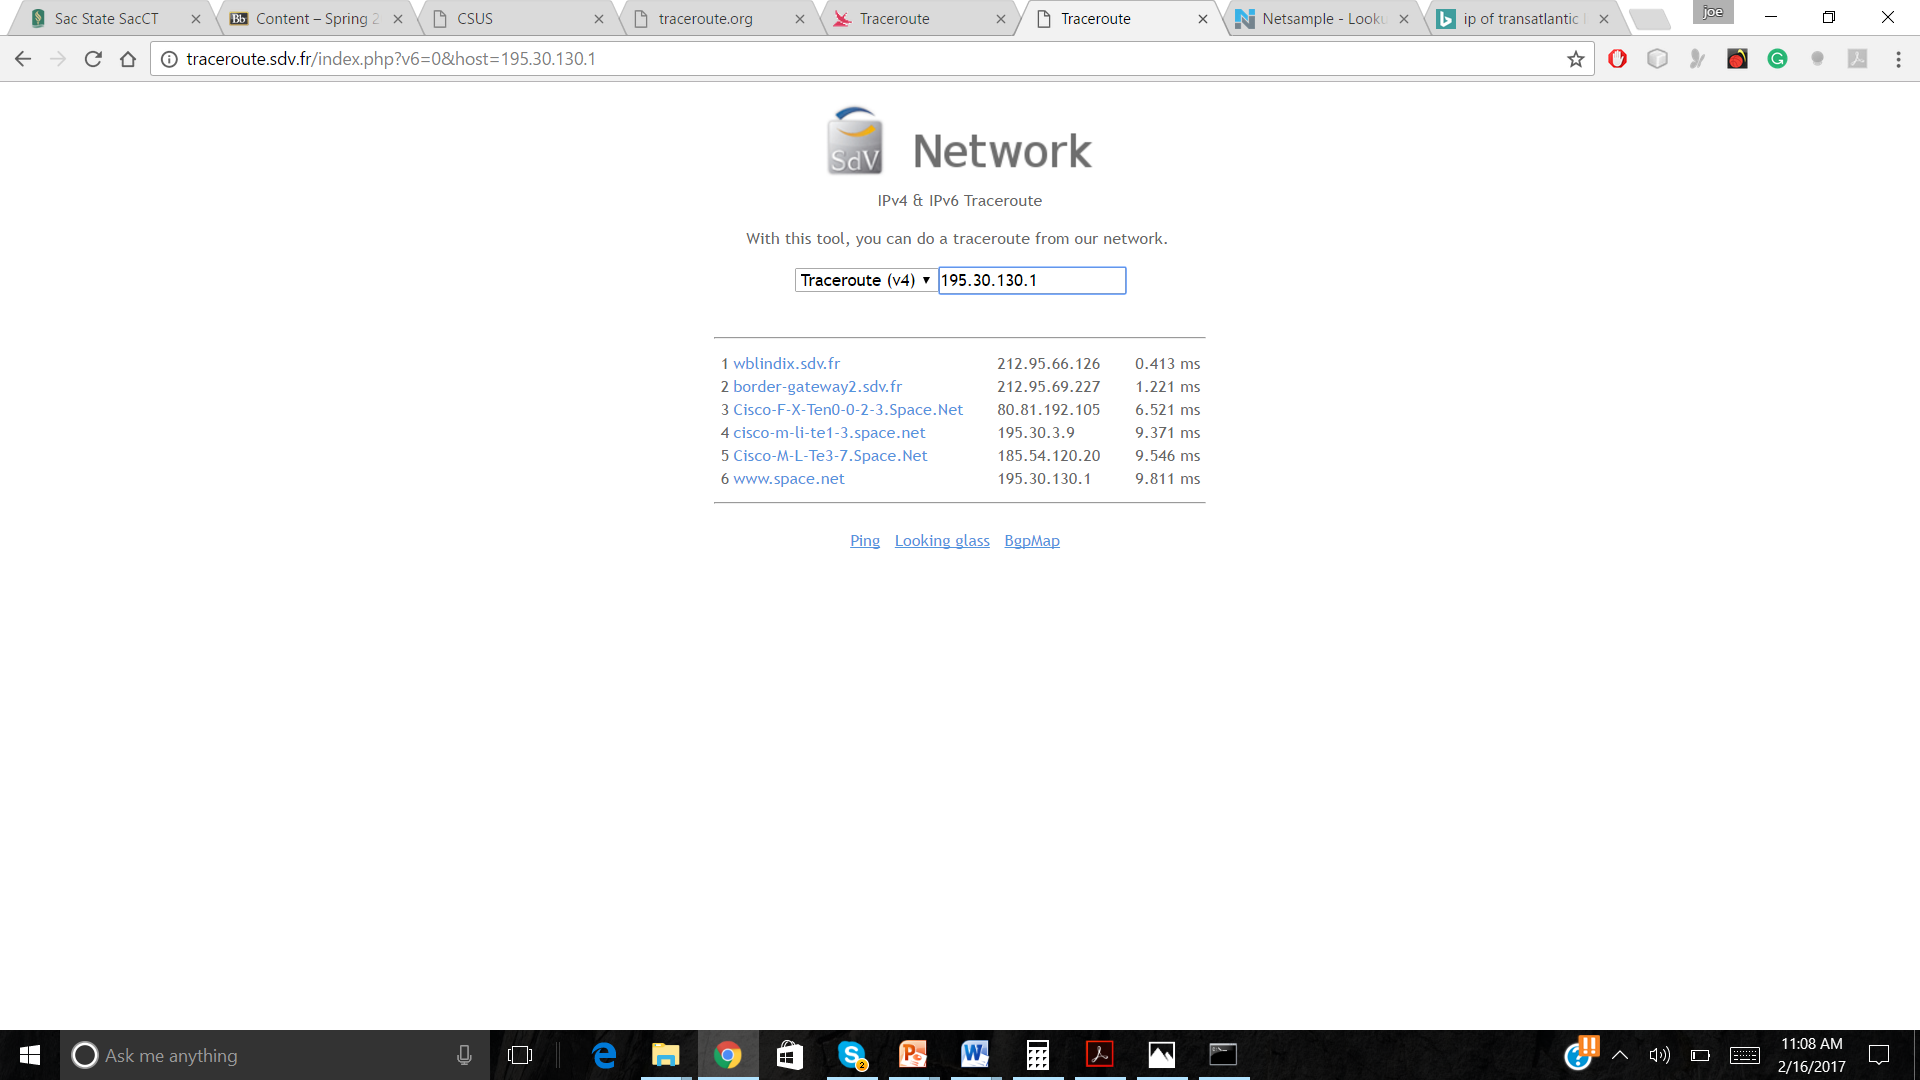 Sac State SacCT
Content – Spring 2
CSUS
traceroute.org
Traceroute
Traceroute
Netsample - Looku
ip of transatlantic
joe
traceroute.sdv.fr/index.php?v6=0&host=195.30.130.1
SdV Network
IPv4 & IPv6 Traceroute
With this tool, you can do a traceroute from our network.
Traceroute (v4) 195.30.130.1
1 wblindix.sdv.fr 212.95.66.126 0.413 ms
2 border-gateway2.sdv.fr 212.95.69.227 1.221 ms
3 Cisco-F-X-Ten0-0-2-3.Space.Net 80.81.192.105 6.521 ms
4 cisco-m-li-te1-3.space.net 195.30.3.9 9.371 ms
5 Cisco-M-L-Te3-7.Space.Net 185.54.120.20 9.546 ms
6 www.space.net 195.30.130.1 9.811 ms
Ping Looking glass BgpMap
Ask me anything
11:08 AM
2/16/2017